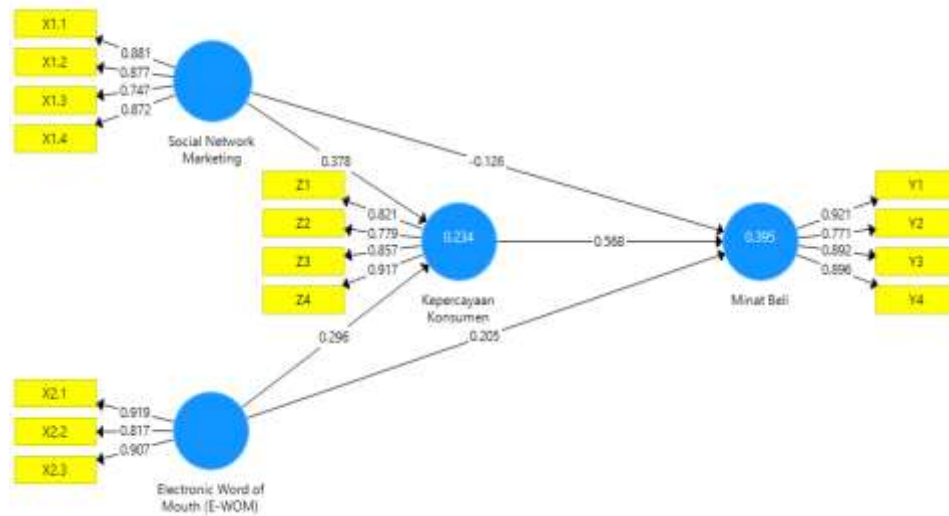 X1.1
X1.2
X1.3
X1.4
0.881
0.877
0.747
0.872
Social Network
Marketing
0.378
-0.126
Z1
Z2
Z3
Z4
0.821
0.779
0.857
0.917
0.234
Kepercayaan
Konsumen
0.568
0.395
Minat Beli
0.921
0.771
0.892
0.896
Y1
Y2
Y3
Y4
0.296
0.205
X2.1
X2.2
X2.3
0.919
0.817
0.907
Electronic Word of
Mouth (E-WOM)